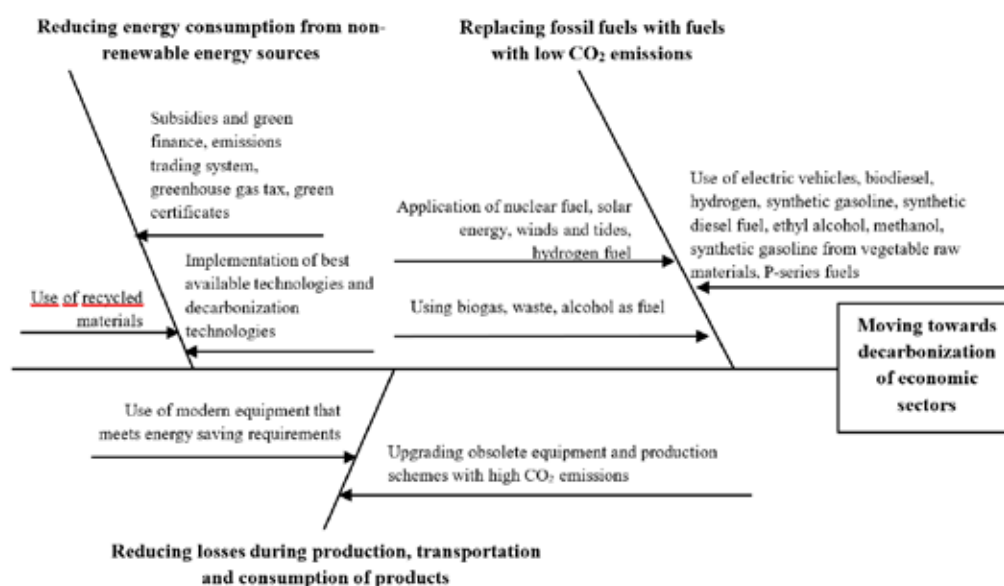 Reducing energy consumption from non-
renewable energy sources
Replacing fossil fuels with fuels
with low CO₂ emissions
Subsidies and green
finance, emissions
trading system,
greenhouse gas tax, green
certificates
Application of nuclear fuel, solar
energy, winds and tides,
hydrogen fuel
Use of electric vehicles, biodiesel,
hydrogen, synthetic gasoline, synthetic
diesel fuel, ethyl alcohol, methanol,
synthetic gasoline from vegetable raw
materials, P-series fuels
Implementation of best
available technologies and
decarbonization
technologies
Use of recycled
materials
Using biogas, waste, alcohol as fuel
Moving towards
decarbonization
of economic
sectors
Use of modern equipment that
meets energy saving requirements
Upgrading obsolete equipment and production
schemes with high CO₂ emissions
Reducing losses during production, transportation
and consumption of products